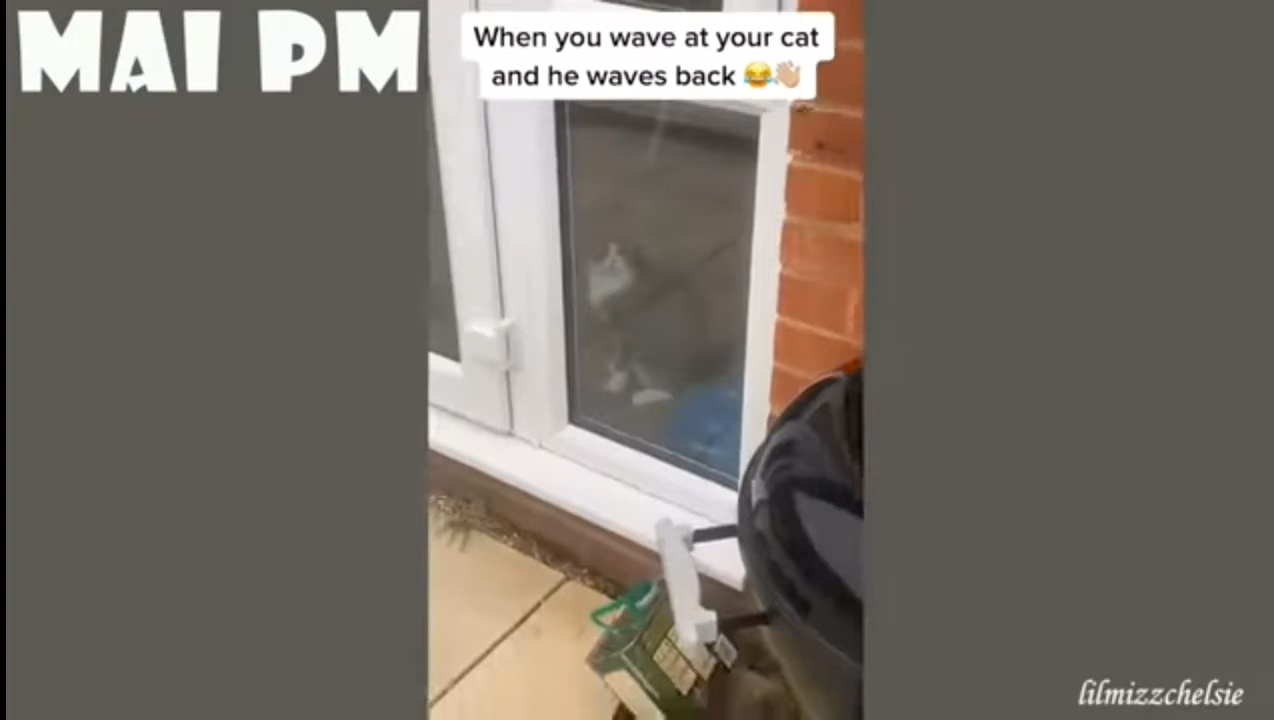 MAI PM
When you wave at your cat
and he waves back 😂👋🏼
lilmizzchelsie